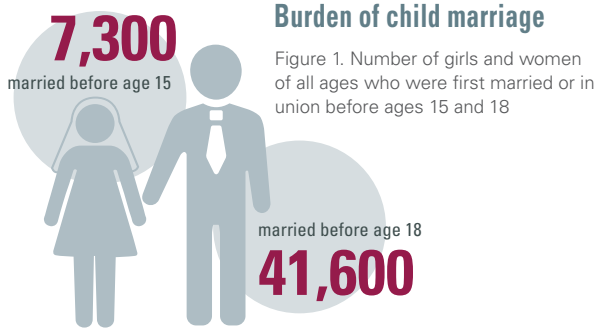 7,300
married before age 15
Burden of child marriage
Figure 1. Number of girls and women
of all ages who were first married or in
union before ages 15 and 18
married before age 18
41,600